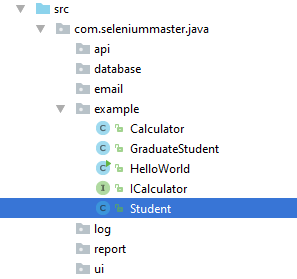 src
com.seleniummaster.java
api
database
email
example
Calculator
GraduateStudent
HelloWorld
ICalculator
Student
log
report
ui